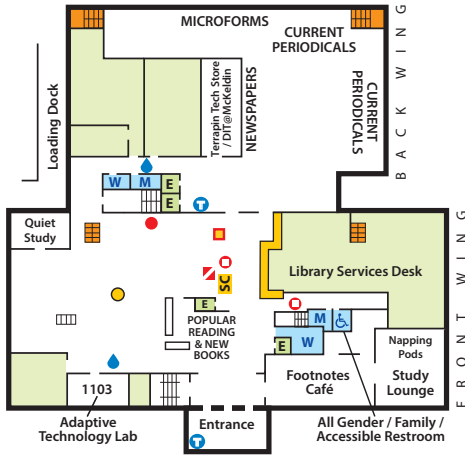 MICROFORMS
CURRENT
PERIODICALS
CURRENT
PERIODICALS
BACK WING
Loading Dock
Terrapin Tech Store
/ DIT@McKeldin
NEWSPAPERS
W
M
E
E
T
Quiet
Study
SC
Library Services Desk
E
POPULAR
READING
& NEW
BOOKS
M
W
E
FRONT WING
Napping
Pods
Study
Lounge
Footnotes
Café
1103
Adaptive
Technology Lab
Entrance
T
All Gender / Family /
Accessible Restroom